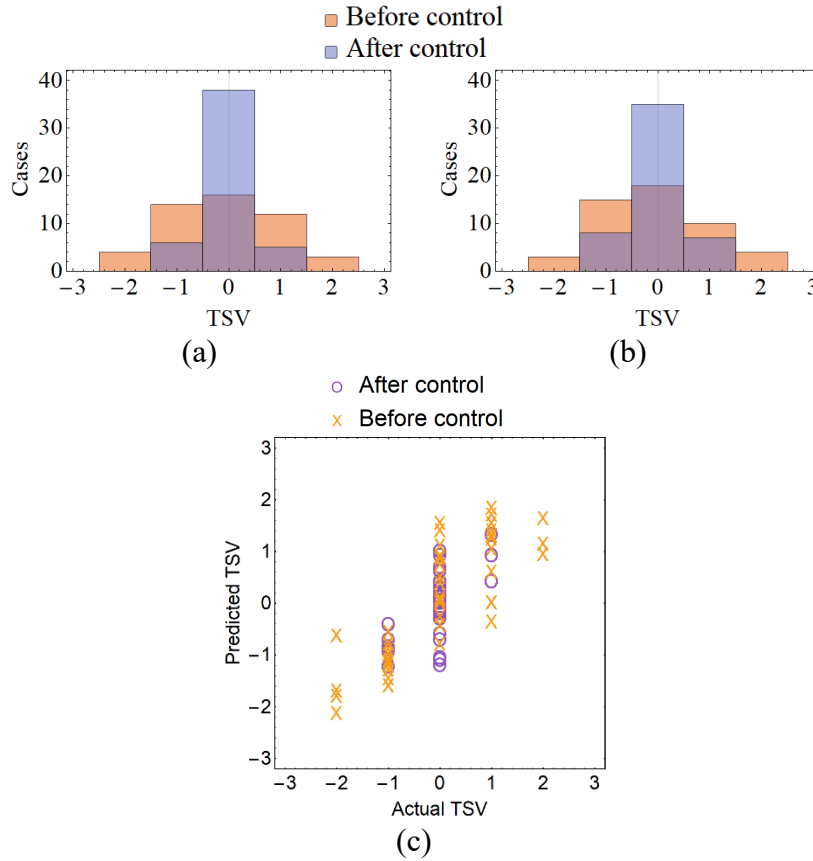 Before control
After control
40
30
20
10
0
Cases
−3 −2 −1 0 1 2 3
TSV
(a)
40
30
20
10
0
Cases
−3 −2 −1 0 1 2 3
TSV
(b)
After control
Before control
3
2
1
0
−1
−2
−3
Predicted TSV
−3 −2 −1 0 1 2 3
Actual TSV
(c)